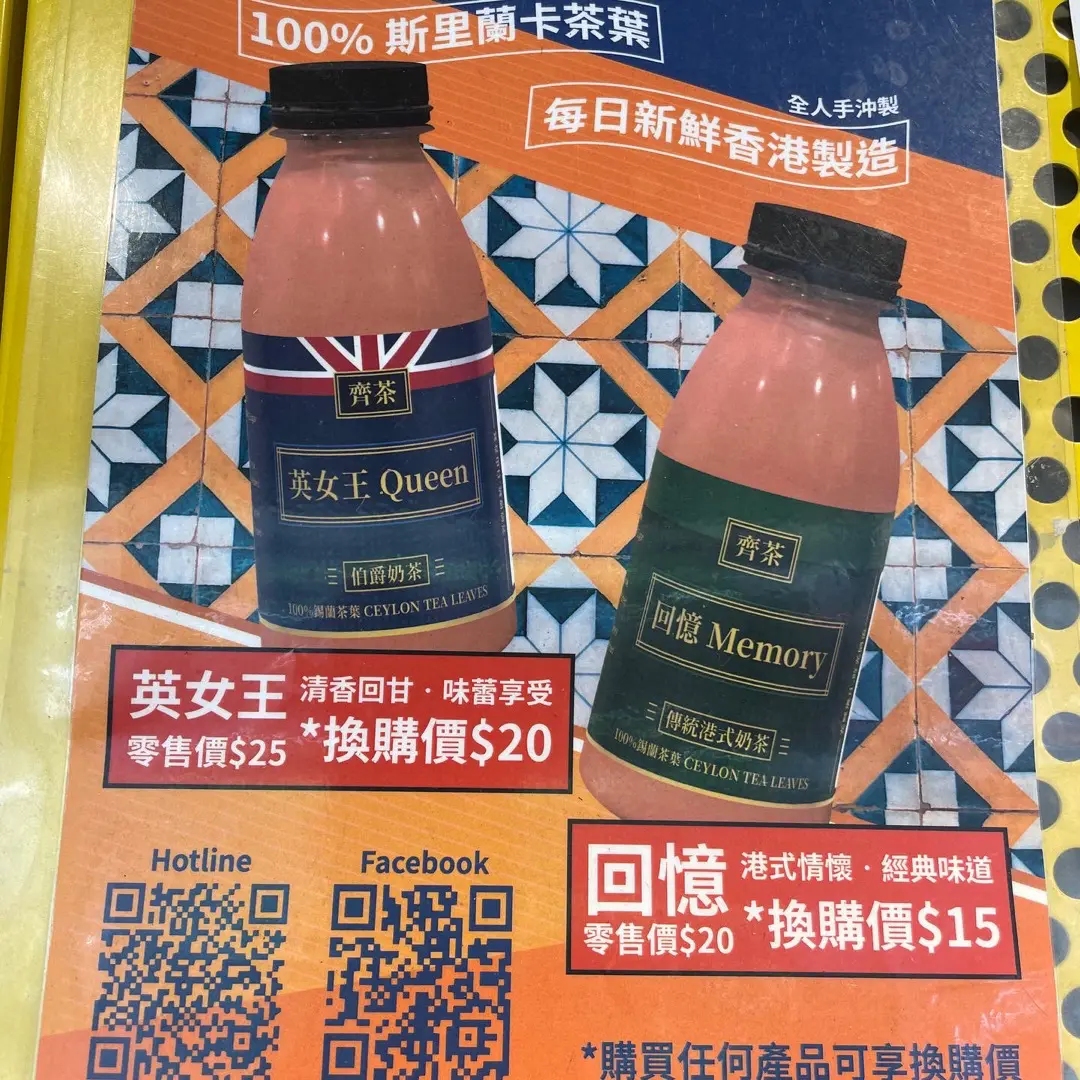 100% 斯里蘭卡茶葉
全人手沖製
每日新鮮香港製造
齊茶
英女王 Queen
伯爵奶茶
100%錫蘭茶葉 CEYLON TEA LEAVES
齊茶
回憶 Memory
傳統港式奶茶
100%錫蘭茶葉 CEYLON TEA LEAVES
英女王 清香回甘·味蕾享受
零售價$25 *換購價$20
回憶 港式情懷·經典味道
零售價$20 *換購價$15
Hotline
Facebook
*購買任何產品可享換購價